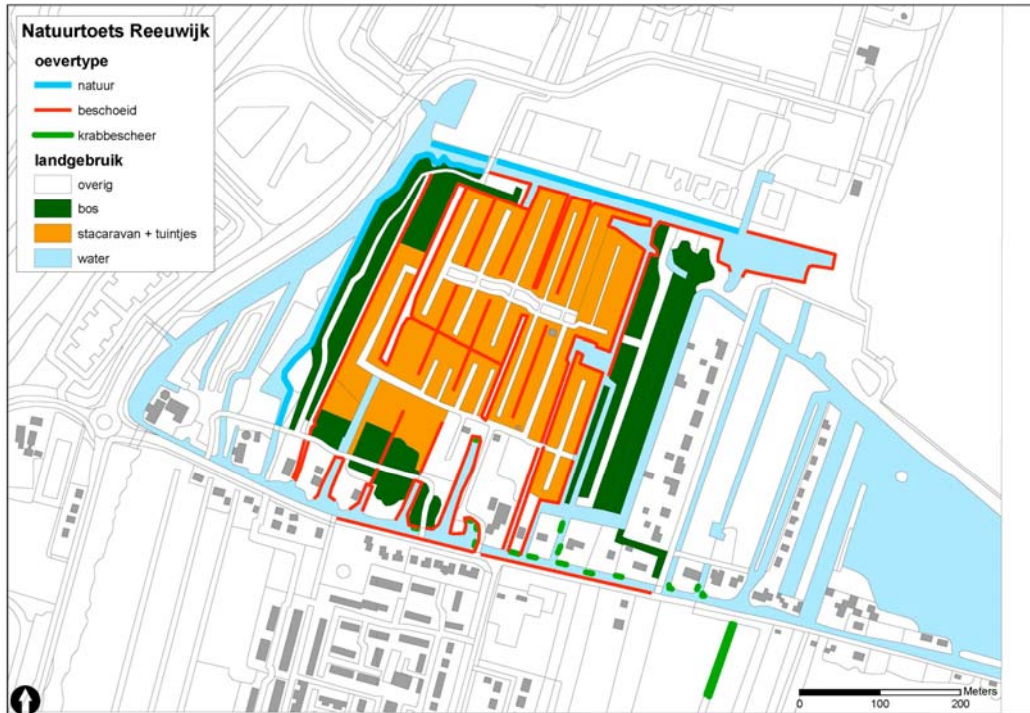 Natuurtoets Reeuwijk
oevertype
natuur
beschoeid
krabbescheer
landgebruik
overig
bos
stacaravan + tuintjes
water
Meters
0 100 200